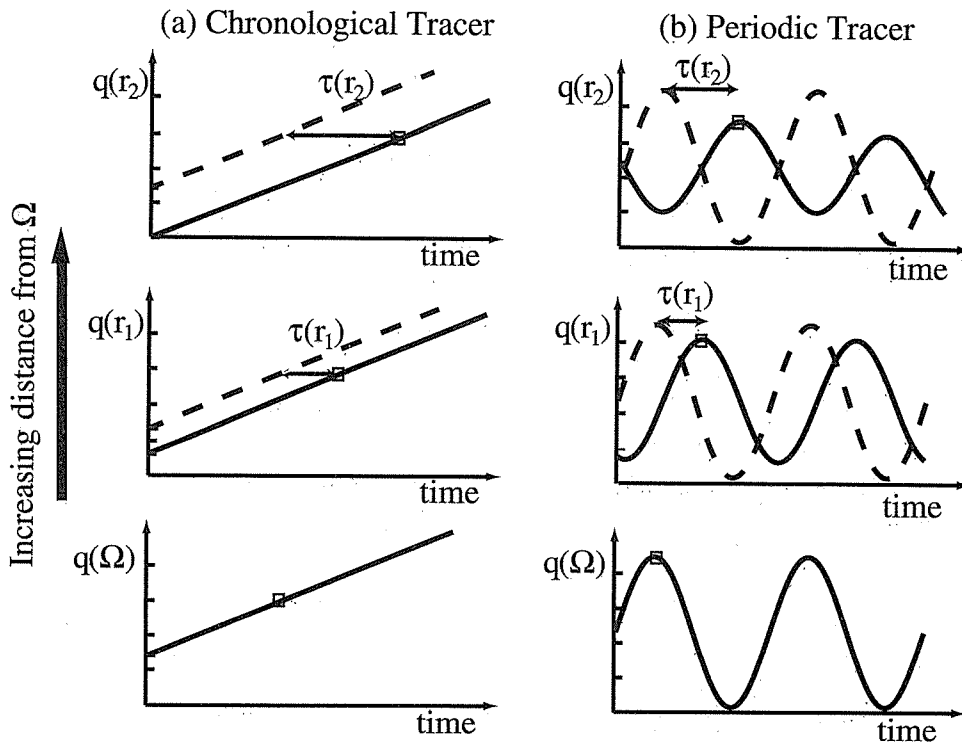 (a) Chronological Tracer
(b) Periodic Tracer
q(r₂)
τ(r₂)
time
q(r₂)
τ(r₂)
time
Increasing distance from Ω
q(r₁)
τ(r₁)
time
q(r₁)
τ(r₁)
time
q(Ω)
time
q(Ω)
time